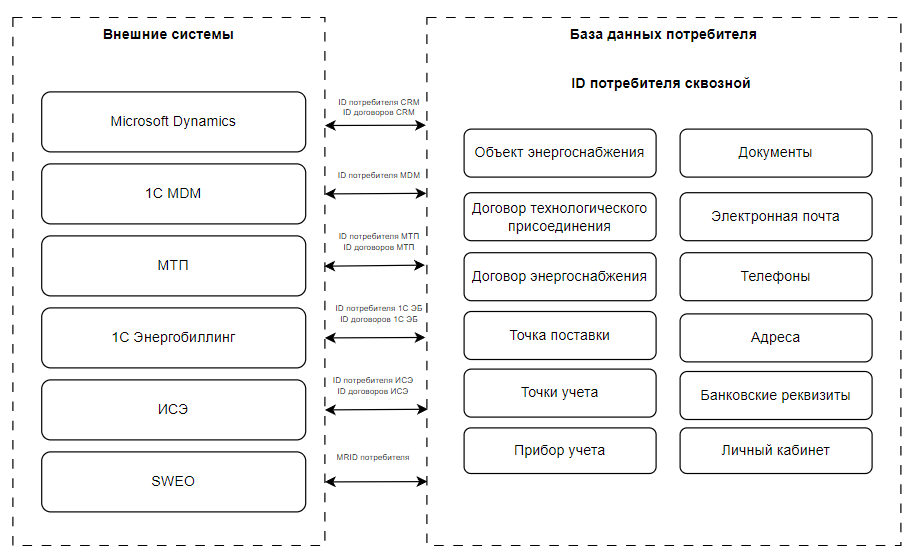 Внешние системы
База данных потребителя
ID потребителя сквозной
Microsoft Dynamics
1С MDM
МТП
1С Энергобиллинг
ИСЭ
SWEO
ID потребителя CRM
ID договоров CRM
ID потребителя MDM
ID потребителя МТП
ID договоров МТП
ID потребителя 1С ЭБ
ID договоров 1С ЭБ
ID потребителя ИСЭ
ID договоров ИСЭ
MRID потребителя
Объект энергоснабжения
Договор технологического
присоединения
Договор энергоснабжения
Точка поставки
Точки учета
Прибор учета
Документы
Электронная почта
Телефоны
Адреса
Банковские реквизиты
Личный кабинет